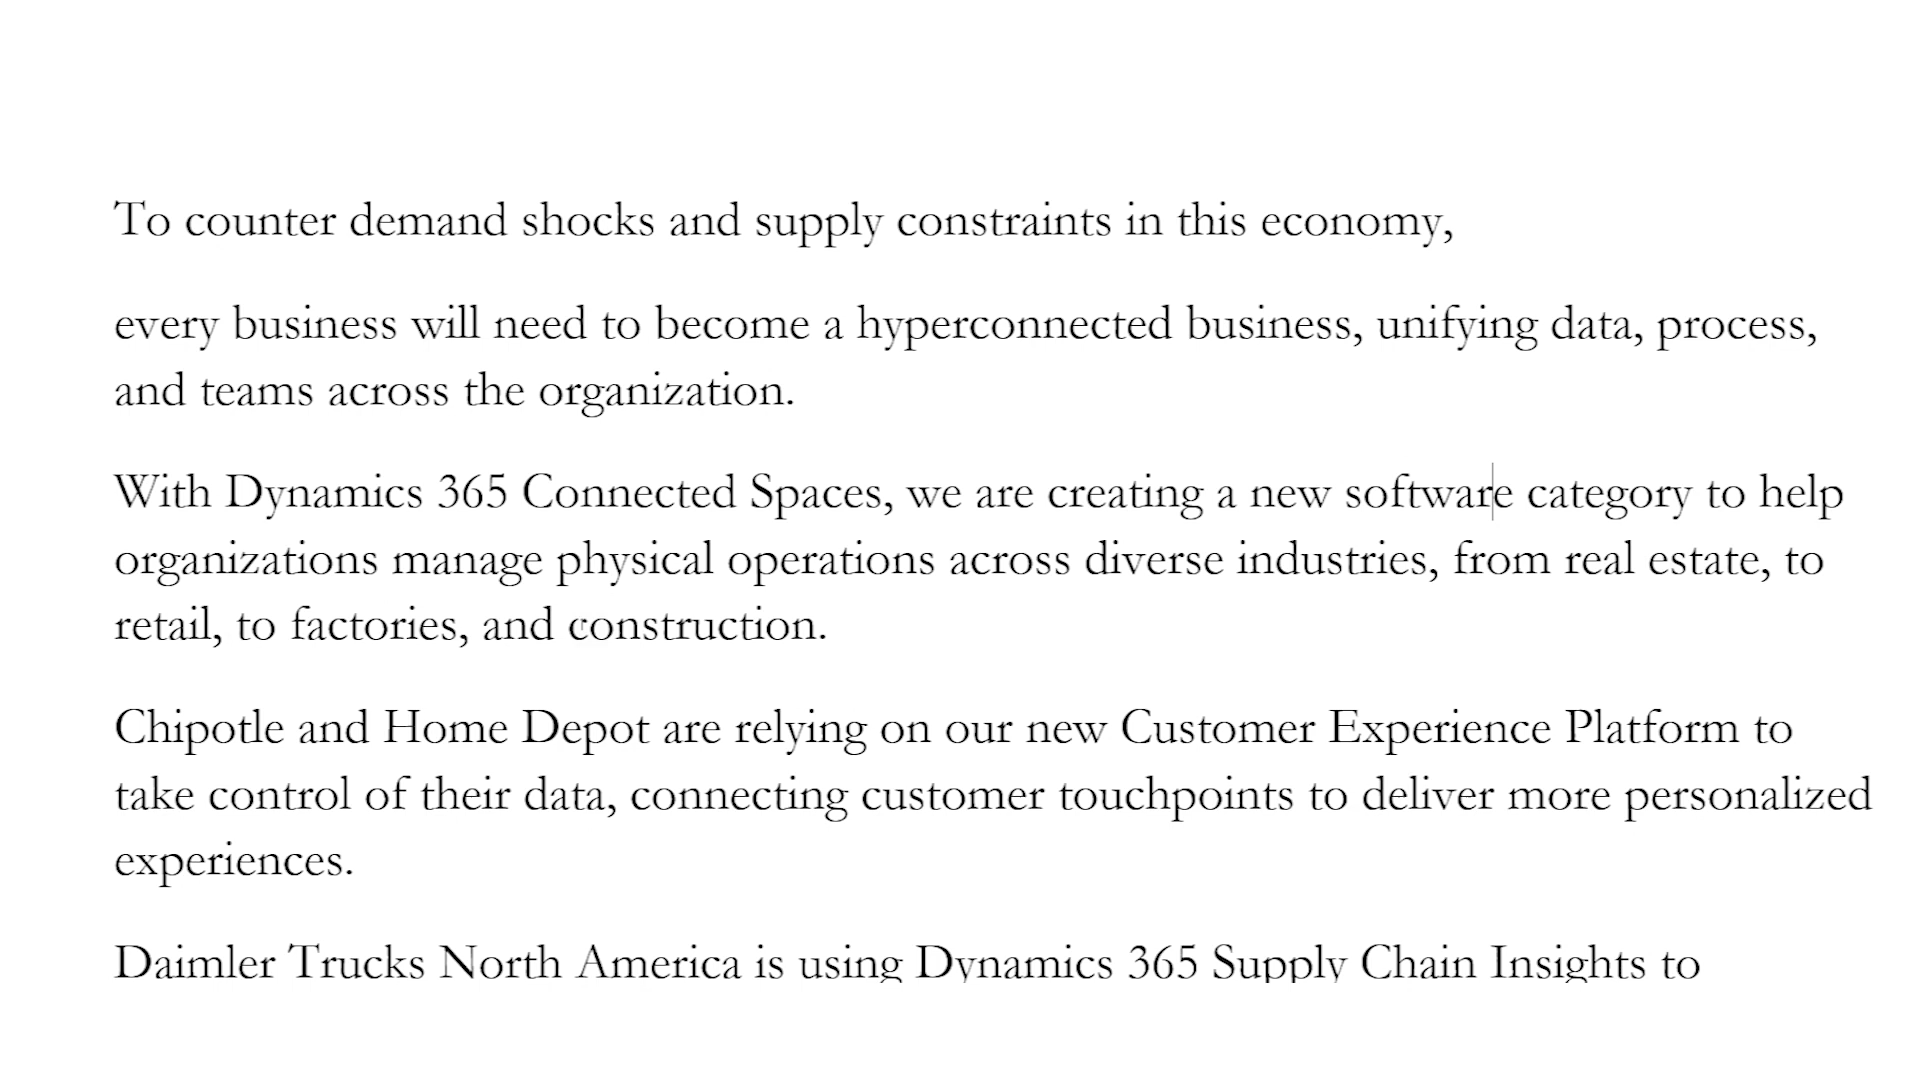 To counter demand shocks and supply constraints in this economy,
every business will need to become a hyperconnected business, unifying data, process,
and teams across the organization.
With Dynamics 365 Connected Spaces, we are creating a new software category to help
organizations manage physical operations across diverse industries, from real estate, to
retail, to factories, and construction.
Chipotle and Home Depot are relying on our new Customer Experience Platform to
take control of their data, connecting customer touchpoints to deliver more personalized
experiences.
Daimler Trucks North America is using Dynamics 365 Supply Chain Insights to